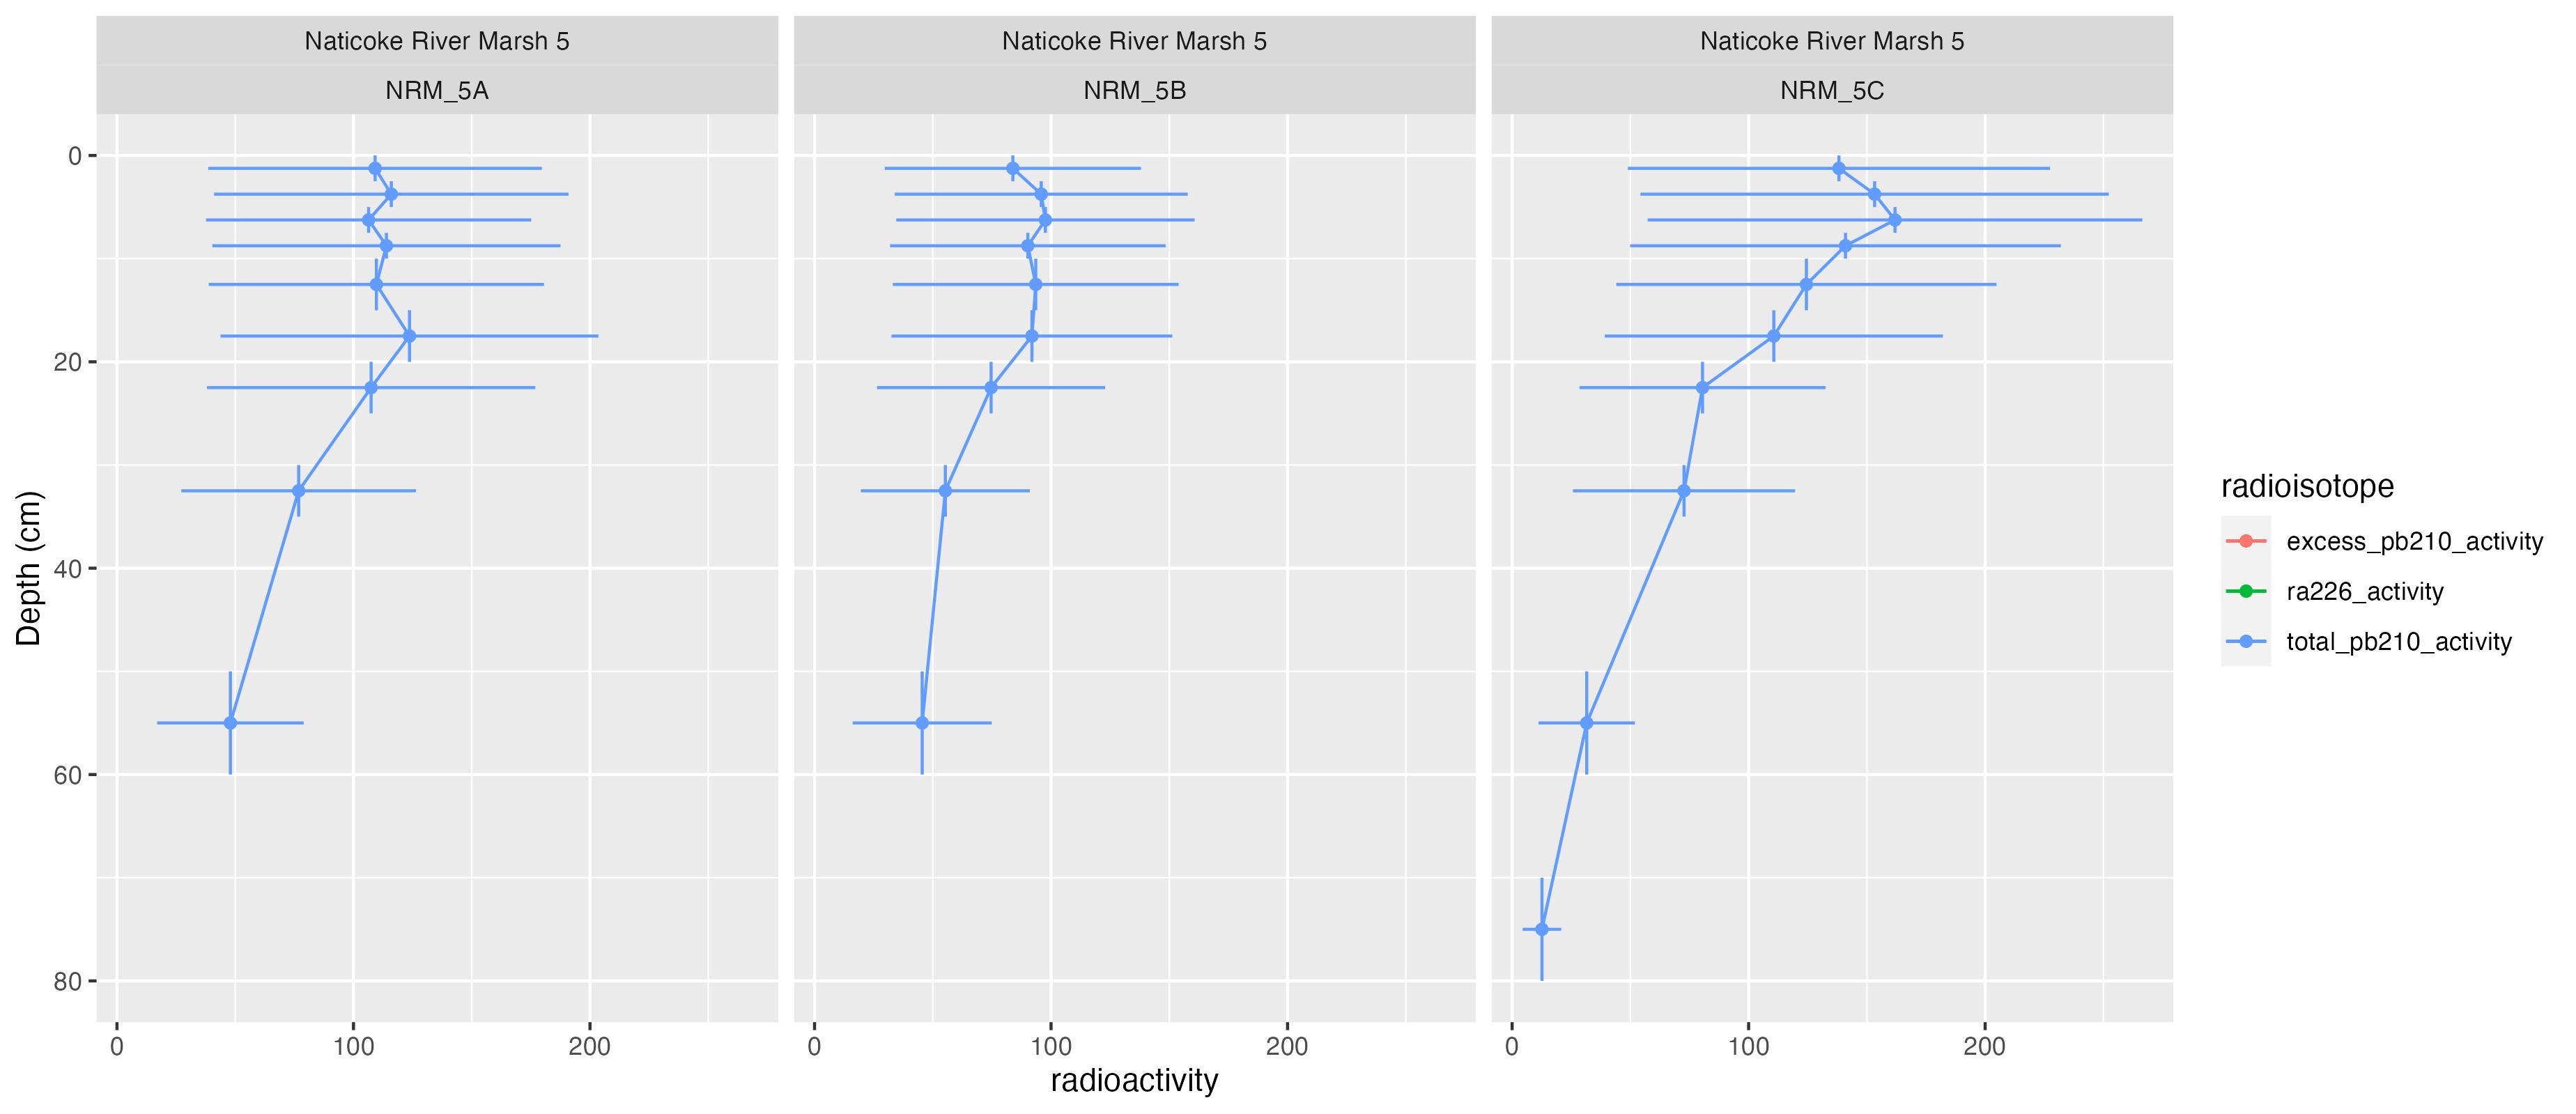 Naticoke River Marsh 5
Naticoke River Marsh 5
Naticoke River Marsh 5
NRM_5A
NRM_5B
NRM_5C
0
20
40
60
80
Depth (cm)
0
100
200
0
100
200
0
100
200
radioactivity
radioisotope
excess_pb210_activity
ra226_activity
total_pb210_activity